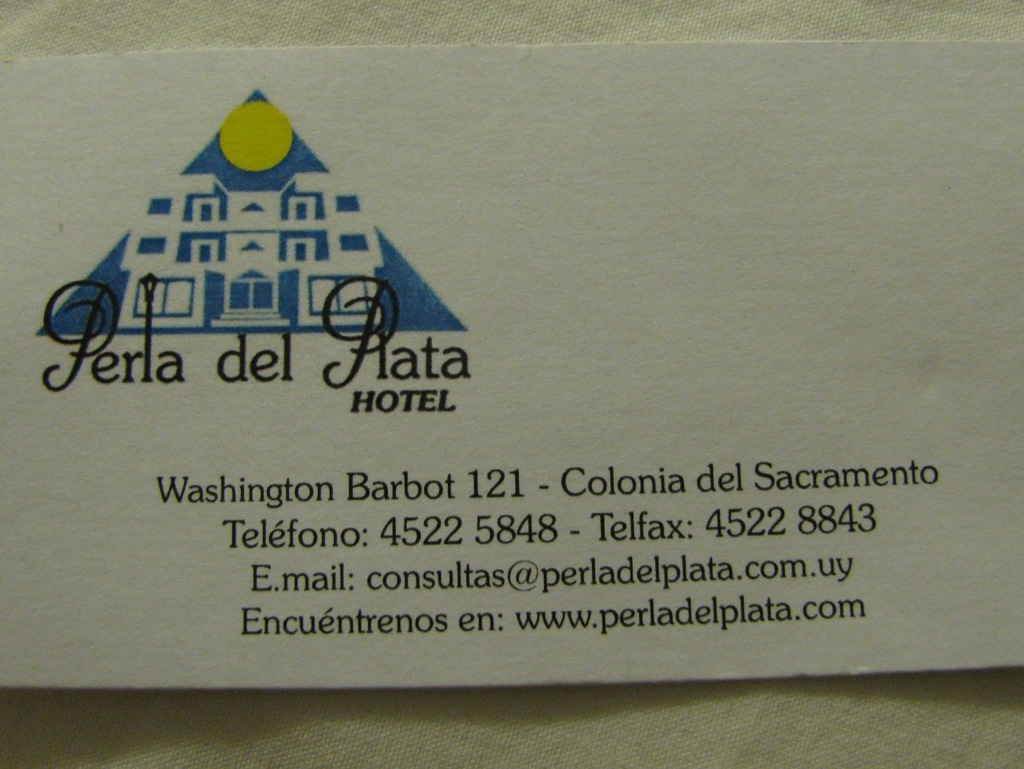 Perla del Plata
HOTEL
Washington Barbot 121 - Colonia del Sacramento
Teléfono: 4522 5848 - Telfax: 4522 8843
E.mail: consultas@perladelplata.com.uy
Encuéntrenos en: www.perladelplata.com